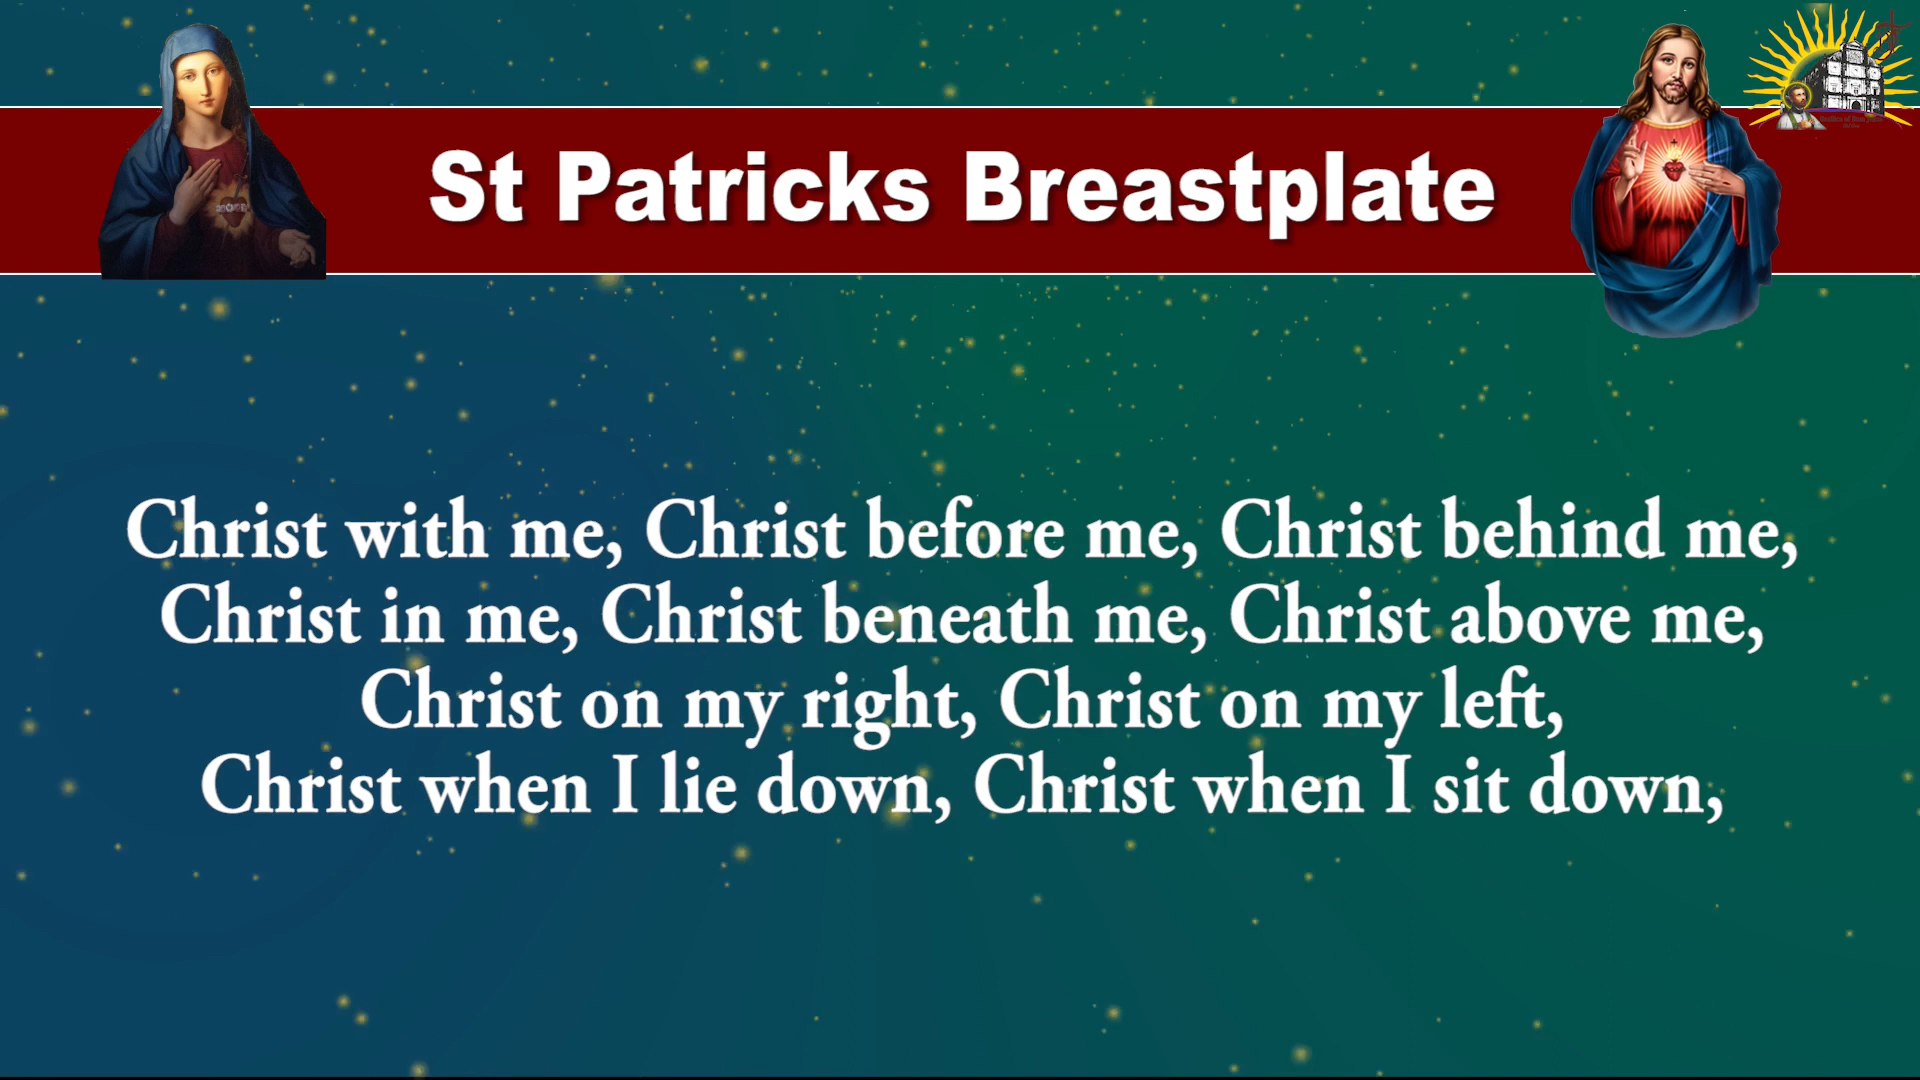 St Patricks Breastplate
Christ with me, Christ before me, Christ behind me,
Christ in me, Christ beneath me, Christ above me,
Christ on my right, Christ on my left,
Christ when I lie down, Christ when I sit down,